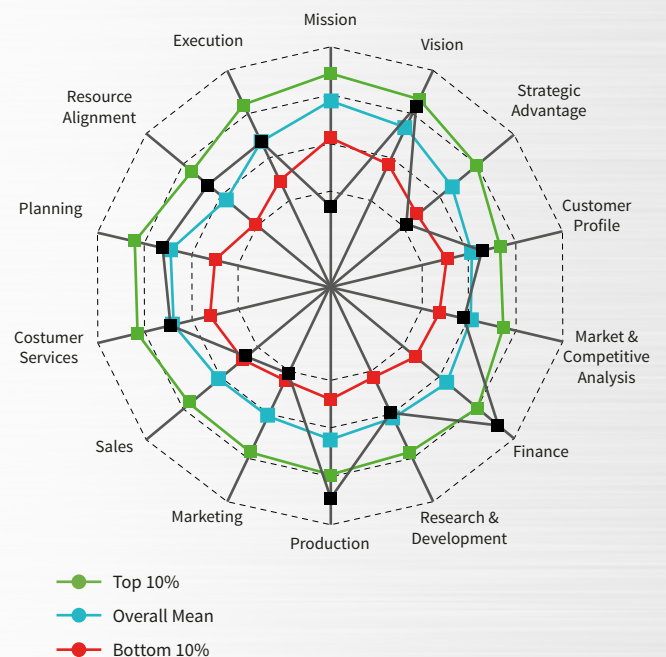 Mission
Execution
Vision
Strategic
Advantage
Resource
Alignment
Customer
Profile
Planning
Market &
Competitive
Analysis
Costumer
Services
Finance
Sales
Research &
Development
Marketing
Production
Top 10%
Overall Mean
Bottom 10%